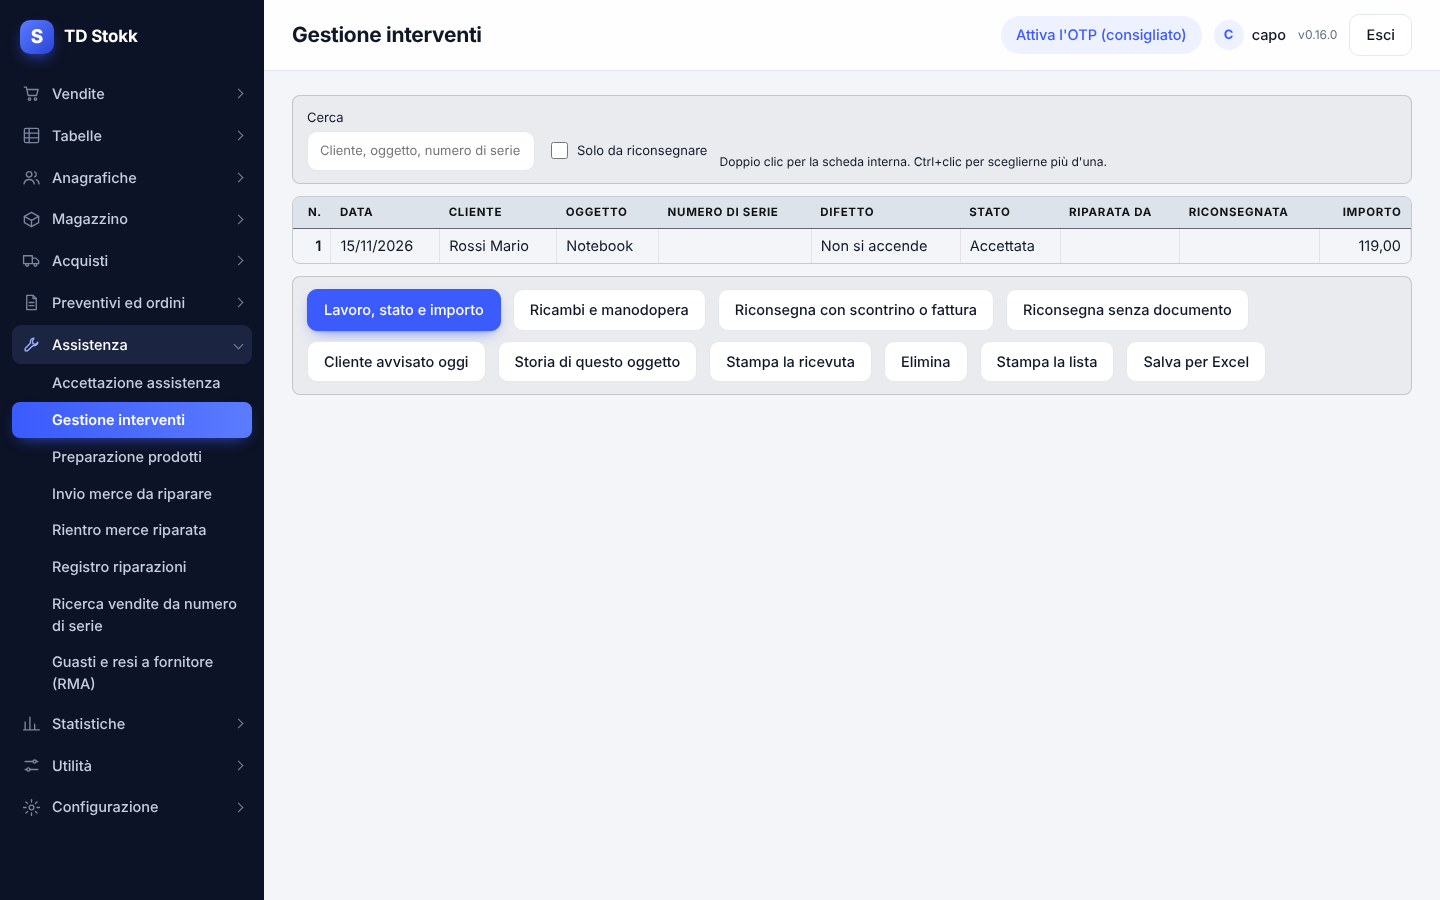 S TD Stokk
Vendite
Tabelle
Anagrafiche
Magazzino
Acquisti
Preventivi ed ordini
Assistenza
Accettazione assistenza
Gestione interventi
Preparazione prodotti
Invio merce da riparare
Rientro merce riparata
Registro riparazioni
Ricerca vendite da numero
di serie
Guasti e resi a fornitore
(RMA)
Statistiche
Utilità
Configurazione
Gestione interventi
Attiva l'OTP (consigliato) C capo v0.16.0 Esci
Cerca
Cliente, oggetto, numero di serie Solo da riconsegnare Doppio clic per la scheda interna. Ctrl+clic per sceglierne più d'una.
N. DATA CLIENTE OGGETTO NUMERO DI SERIE DIFETTO STATO RIPARATA DA RICONSEGNATA IMPORTO
1 15/11/2026 Rossi Mario Notebook Non si accende Accettata 119,00
Lavoro, stato e importo Ricambi e manodopera Riconsegna con scontrino o fattura Riconsegna senza documento
Cliente avvisato oggi Storia di questo oggetto Stampa la ricevuta Elimina Stampa la lista Salva per Excel